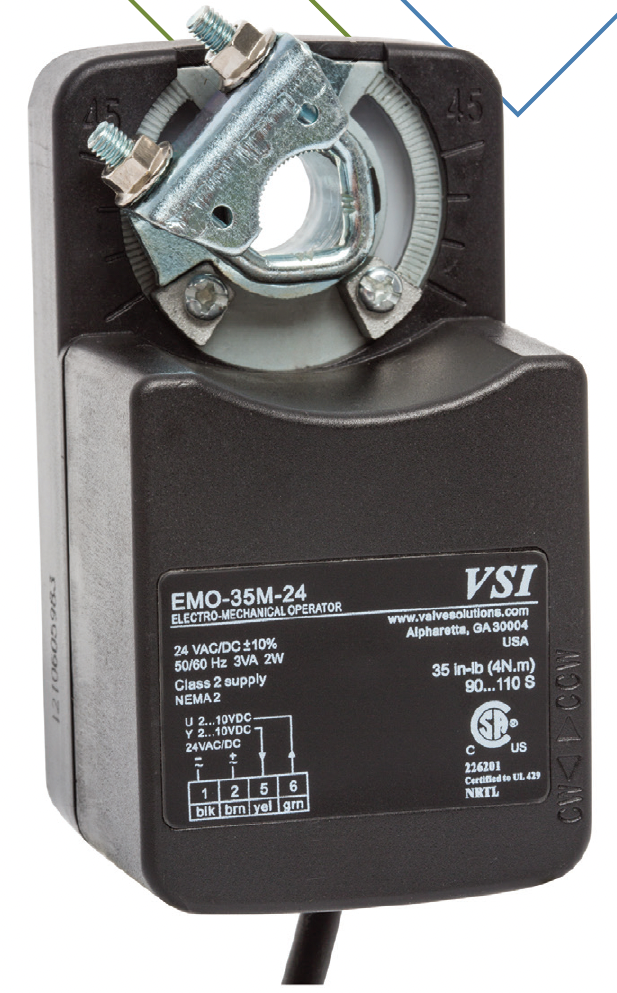 45
45
EMO-35M-24
ELECTRO-MECHANICAL OPERATOR
VSI
www.valvesolutions.com
Alpharetta, GA 30004
USA
24 VAC/DC ±10%
50/60 Hz 3VA 2W
Class 2 supply
NEMA 2
35 in-lb (4N.m)
90...110 S
U 2...10VDC
Y 2...10VDC
24VAC/DC
~ ~
– +
1 2 5 6
blk brn yel grn
SA®
C US
226201
Certified to UL 429
NRTL
CW < | > CCW